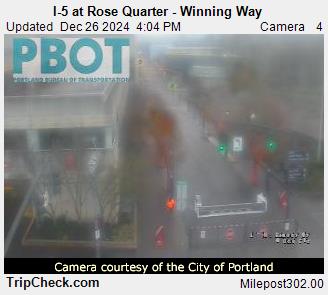 I-5 at Rose Quarter - Winning Way
Updated Dec 26 2024 4:04 PM Camera 4
PBOT
PORTLAND BUREAU OF TRANSPORTATION
Camera courtesy of the City of Portland
TripCheck.com Milepost302.00